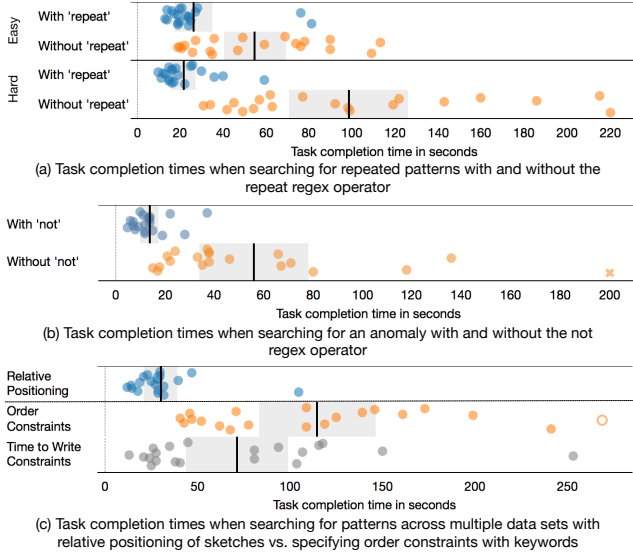 Easy
With 'repeat'
Without 'repeat'
Hard
With 'repeat'
Without 'repeat'
0 20 40 60 80 100 120 140 160 180 200 220
Task completion time in seconds
(a) Task completion times when searching for repeated patterns with and without the
repeat regex operator
With 'not'
Without 'not'
0 20 40 60 80 100 120 140 160 180 200
Task completion time in seconds
(b) Task completion times when searching for an anomaly with and without the not
regex operator
Relative
Positioning
Order
Constraints
Time to Write
Constraints
0 50 100 150 200 250
Task completion time in seconds
(c) Task completion times when searching for patterns across multiple data sets with
relative positioning of sketches vs. specifying order constraints with keywords